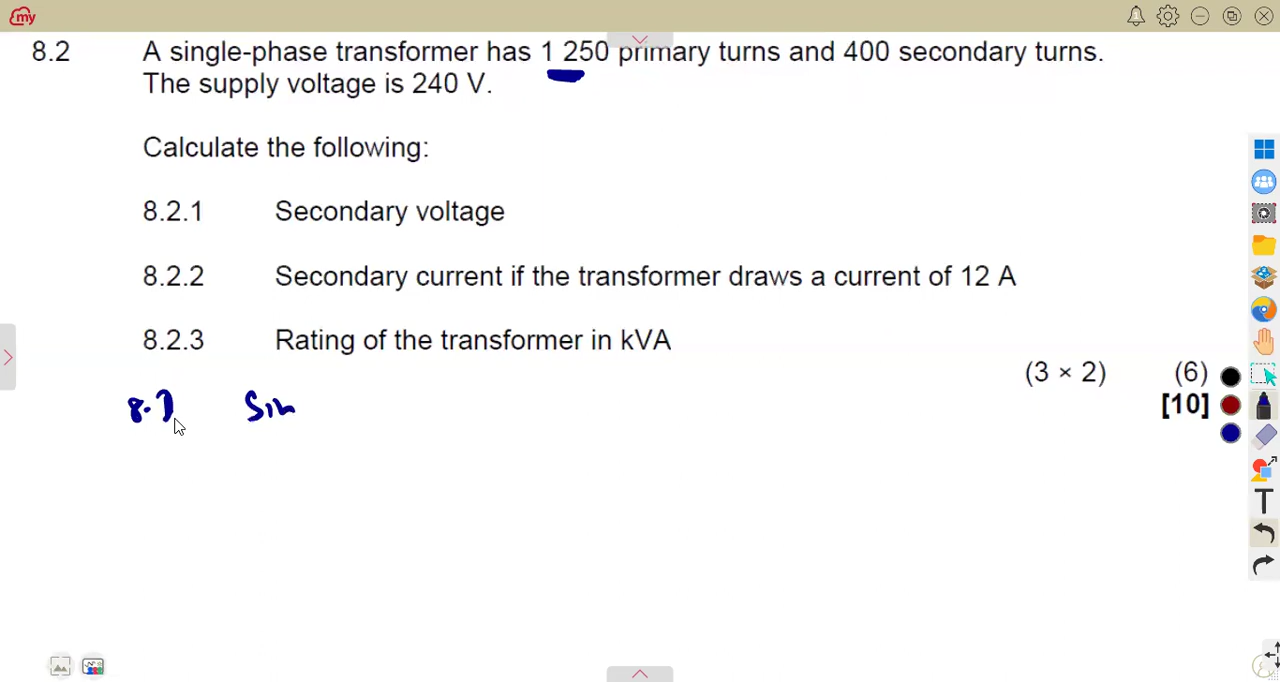 my
8.2 A single-phase transformer has 1 250 primary turns and 400 secondary turns.
The supply voltage is 240 V.
Calculate the following:
8.2.1 Secondary voltage
8.2.2 Secondary current if the transformer draws a current of 12 A
8.2.3 Rating of the transformer in kVA
(3 × 2) (6)
[10]
T